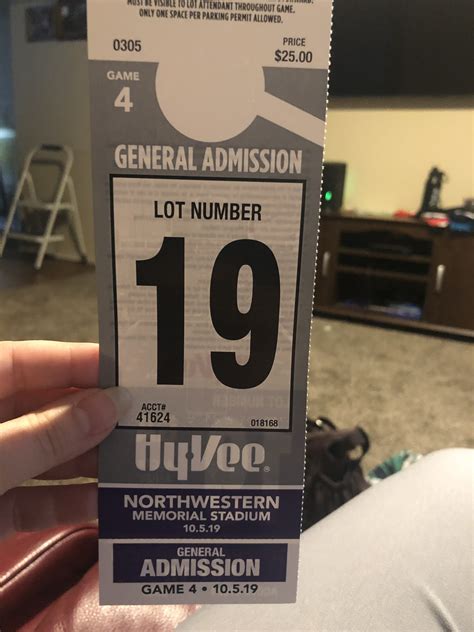 MUST BE VISIBLE TO LOT ATTENDANT THROUGHOUT GAME.
ONLY ONE SPACE PER PARKING PERMIT ALLOWED.
0305
PRICE
$25.00
GAME
4
GENERAL ADMISSION
LOT NUMBER
19
ACCT#
41624
018168
HyVee®
NORTHWESTERN
MEMORIAL STADIUM
10.5.19
GENERAL
ADMISSION
GAME 4 • 10.5.19